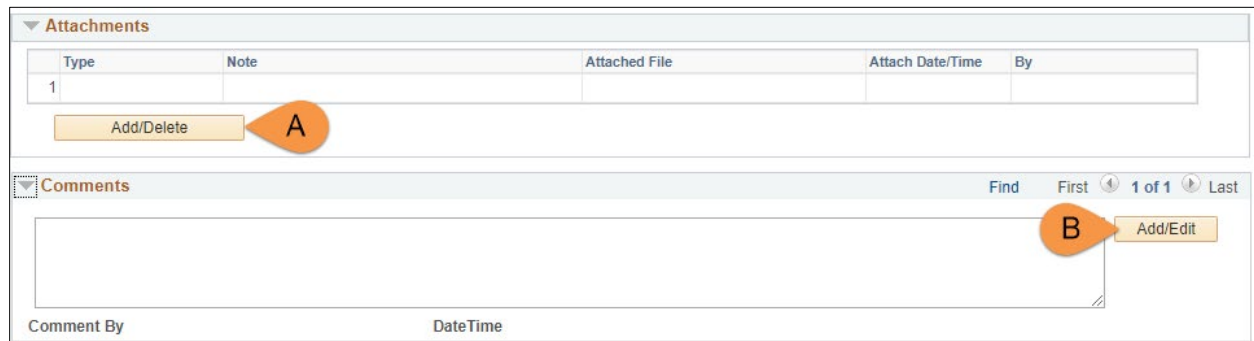 Attachments
Type Note Attached File Attach Date/Time By
1
Add/Delete A
Comments Find First 1 of 1 Last
B Add/Edit
Comment By DateTime